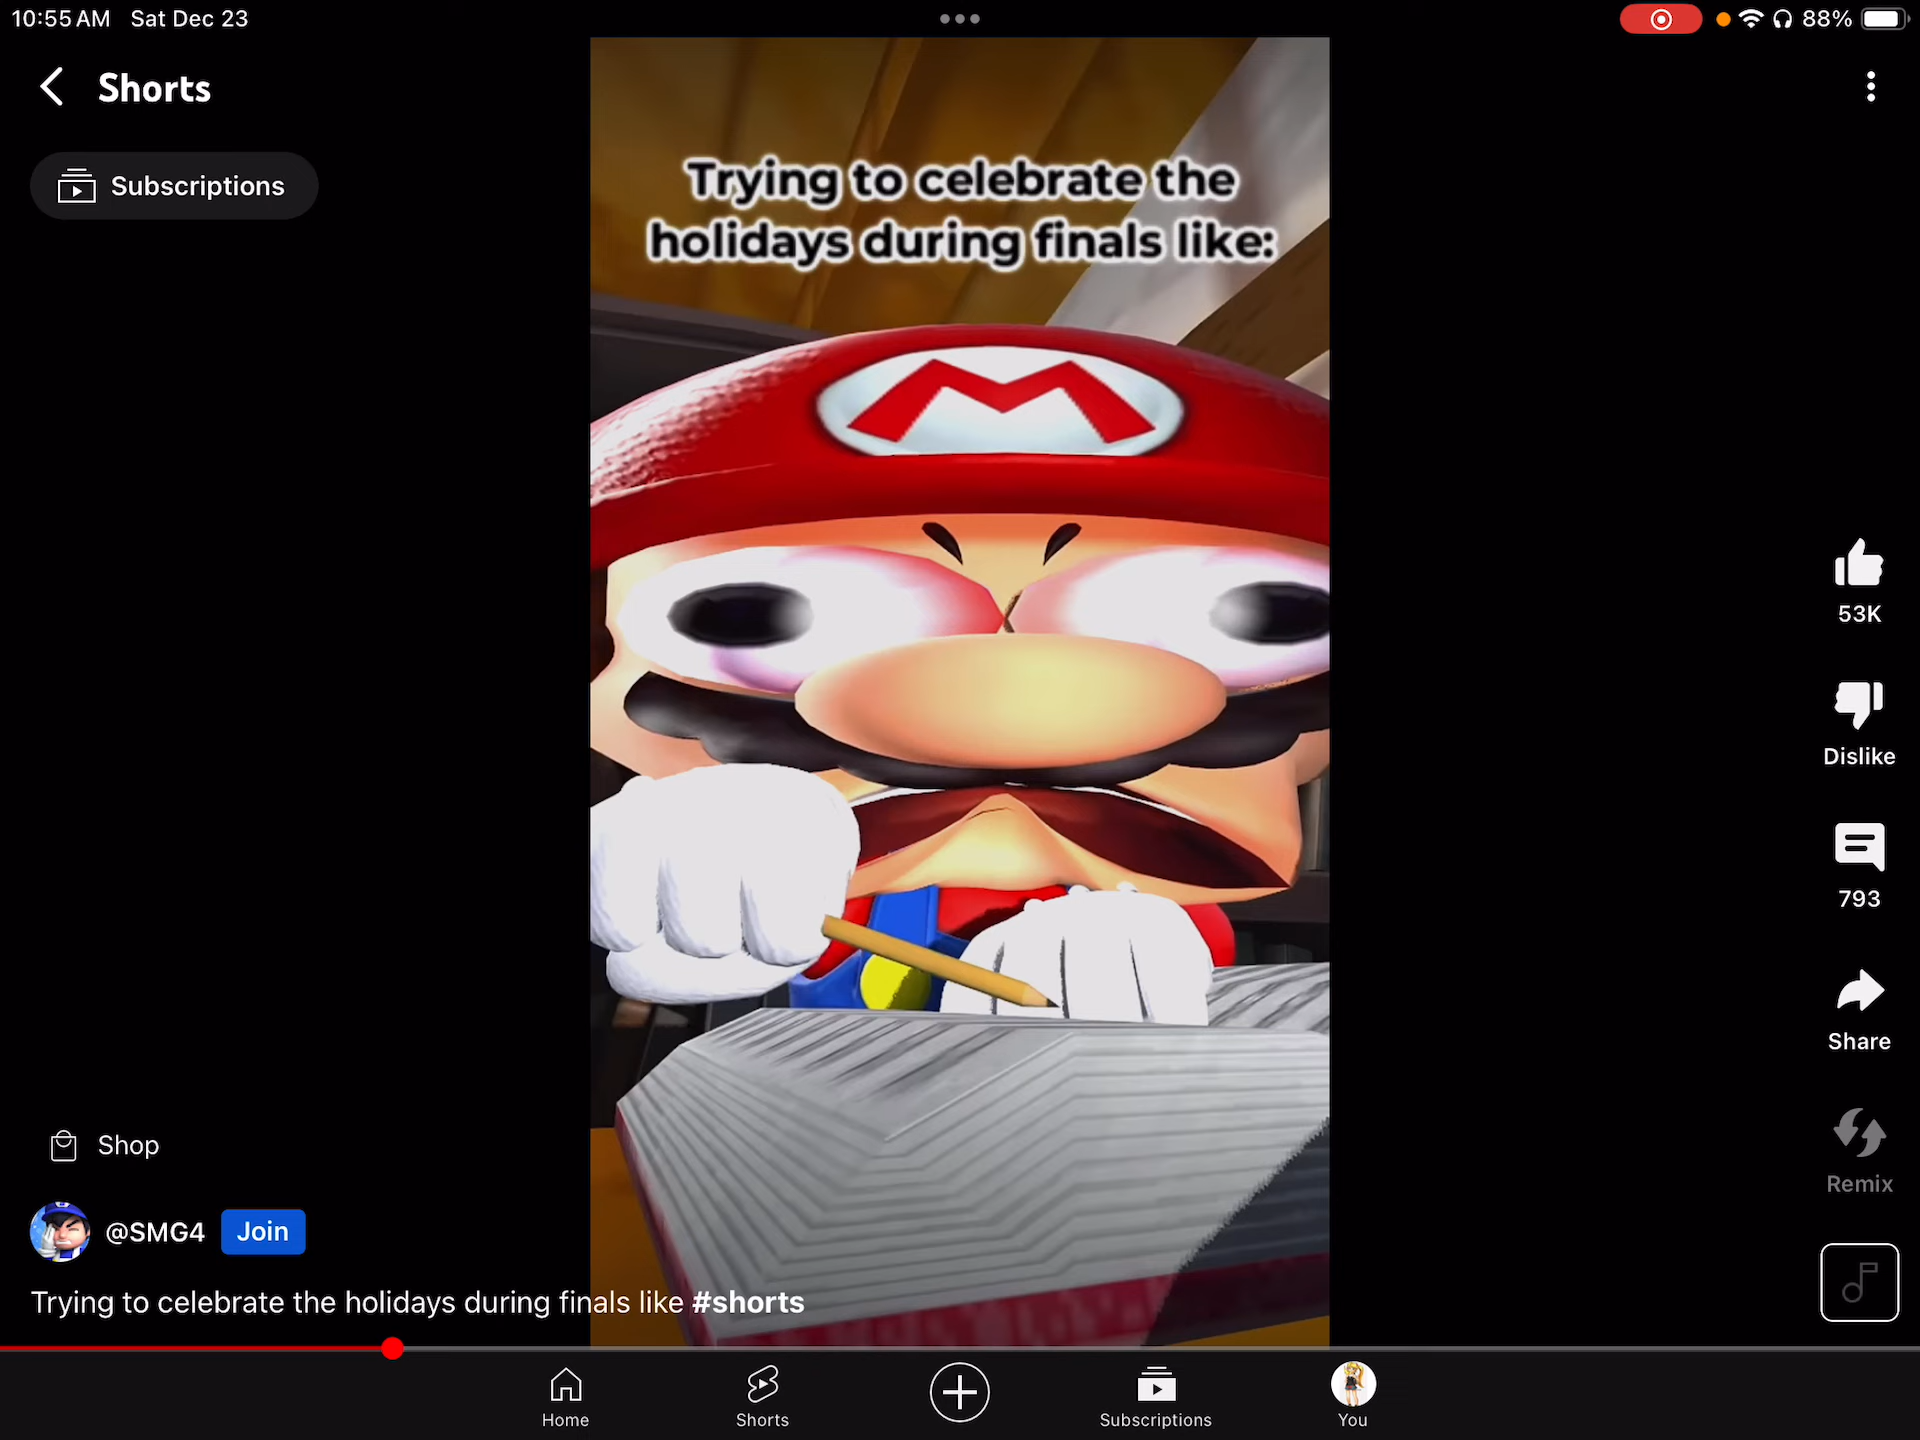 10:55 AM Sat Dec 23
88%
Shorts
Subscriptions
Trying to celebrate the
holidays during finals like:
M
53K
Dislike
793
Share
Remix
Shop
@SMG4 Join
Trying to celebrate the holidays during finals like #shorts
Home
Shorts
Subscriptions
You